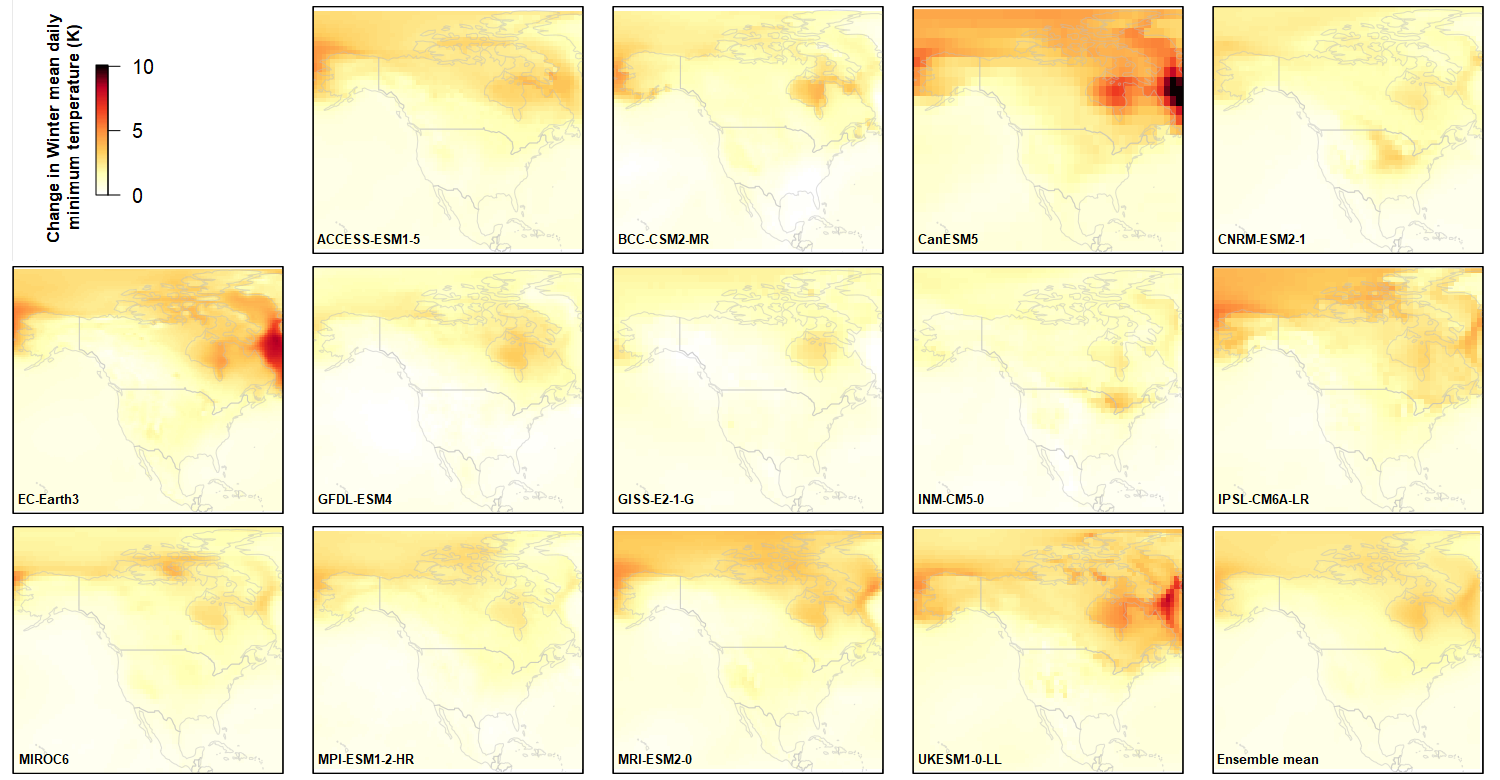 Change in Winter mean daily
minimum temperature (K)
10
5
0
ACCESS-ESM1-5
BCC-CSM2-MR
CanESM5
CNRM-ESM2-1
EC-Earth3
GFDL-ESM4
GISS-E2-1-G
INM-CM5-0
IPSL-CM6A-LR
MIROC6
MPI-ESM1-2-HR
MRI-ESM2-0
UKESM1-0-LL
Ensemble mean